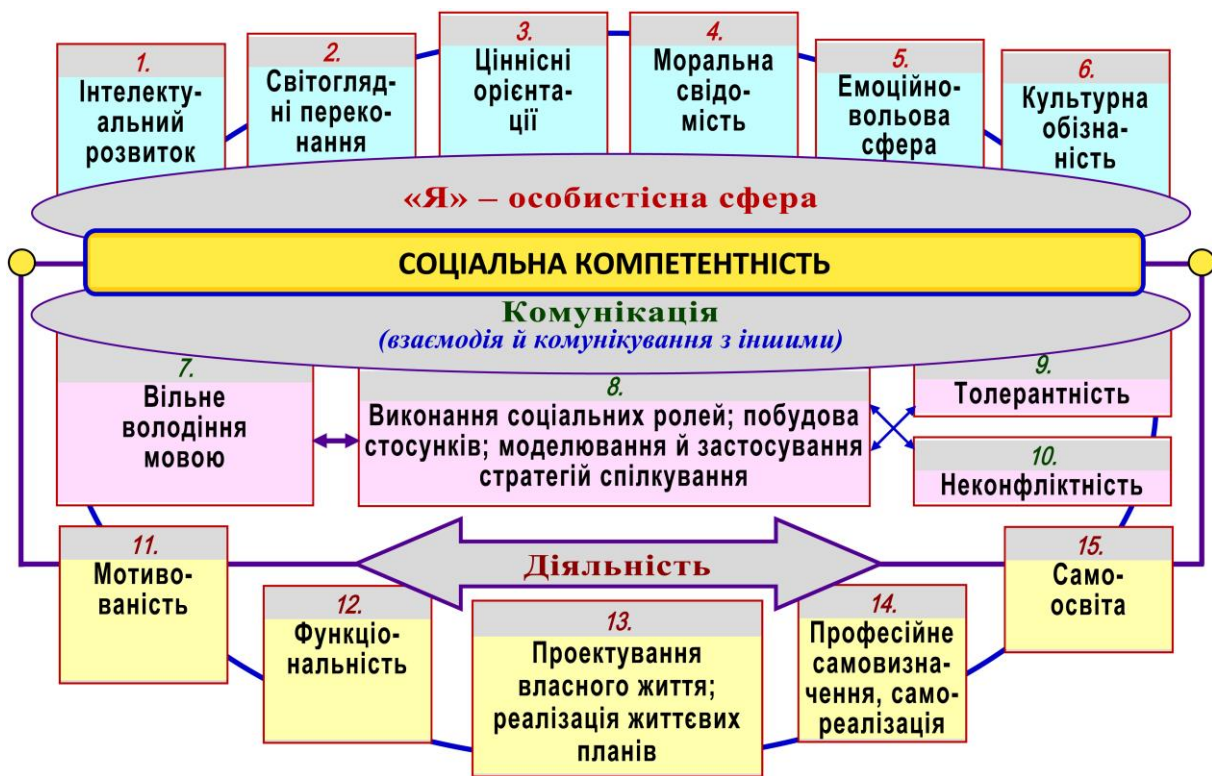 1.
Інтелекту-
альний
розвиток
2.
Світогляд-
ні переко-
нання
3.
Ціннісні
орієнта-
ції
4.
Моральна
свідо-
мість
5.
Емоційно-
вольова
сфера
6.
Культурна
обізна-
ність
«Я» – особистісна сфера
СОЦІАЛЬНА КОМПЕТЕНТНІСТЬ
Комунікація
(взаємодія й комунікування з іншими)
7.
Вільне
володіння
мовою
8.
Виконання соціальних ролей; побудова
стосунків; моделювання й застосування
стратегій спілкування
9.
Толерантність
10.
Неконфліктність
Діяльність
11.
Мотиво-
ваність
12.
Функціо-
нальність
13.
Проектування
власного життя;
реалізація життєвих
планів
14.
Професійне
самовизна-
чення, само-
реалізація
15.
Само-
освіта